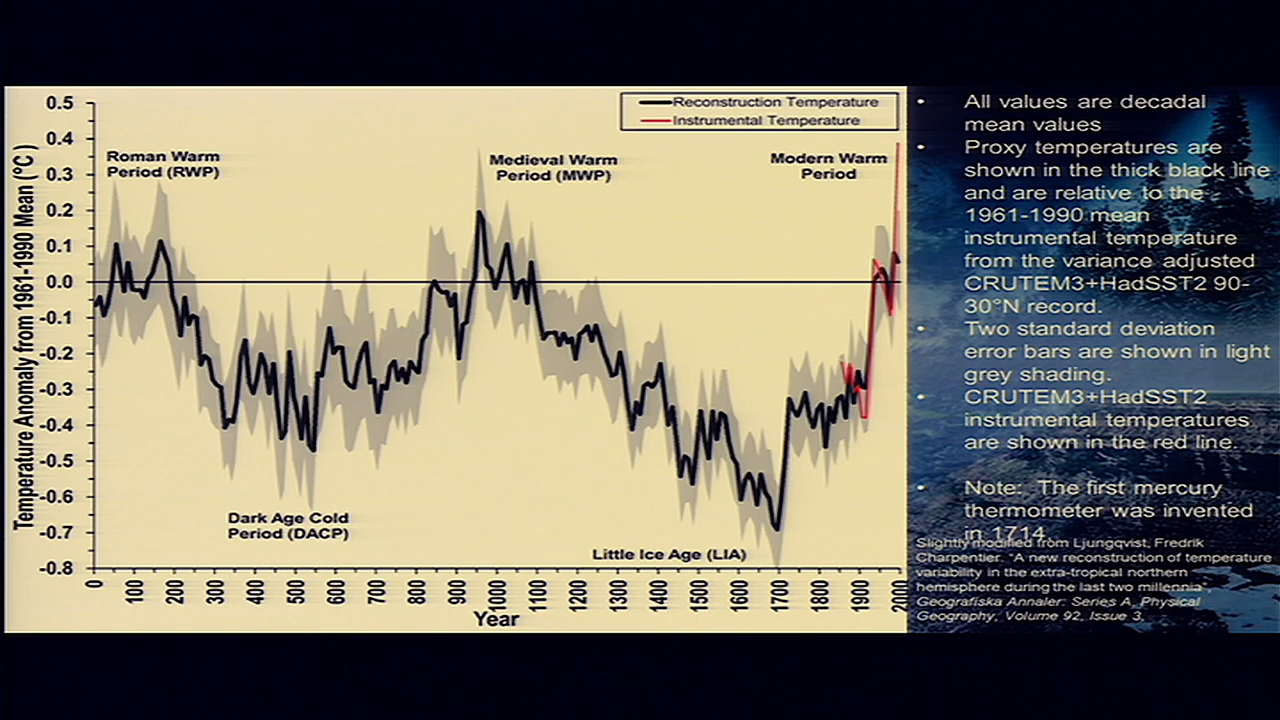 0.5
0.4
0.3
0.2
0.1
0.0
-0.1
-0.2
-0.3
-0.4
-0.5
-0.6
-0.7
-0.8
Temperature Anomaly from 1961-1990 Mean (°C )
Reconstruction Temperature
Instrumental Temperature
Roman Warm
Period (RWP)
Medieval Warm
Period (MWP)
Modern Warm
Period
Dark Age Cold
Period (DACP)
Little Ice Age (LIA)
0 100 200 300 400 500 600 700 800 900 1000 1100 1200 1300 1400 1500 1600 1700 1800 1900 2000
Year
• All values are decadal
mean values
• Proxy temperatures are
shown in the thick black line
and are relative to the
1961-1990 mean
instrumental temperature
from the variance adjusted
CRUTEM3+HadSST2 90-
30°N record.
• Two standard deviation
error bars are shown in light
grey shading.
• CRUTEM3+HadSST2
instrumental temperatures
are shown in the red line.
• Note: The first mercury
thermometer was invented
in 1714
Slightly modified from Ljungqvist, Fredrik
Charpentier. "A new reconstruction of temperature
variability in the extra-tropical northern
hemisphere during the last two millennia",
Geografiska Annaler: Series A, Physical
Geography, Volume 92, Issue 3,